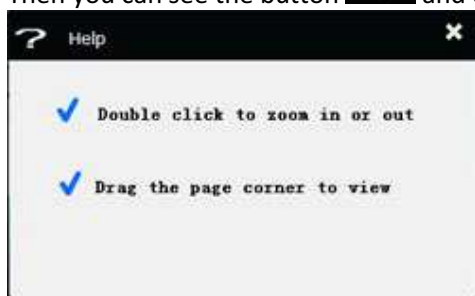 Then you can see the button and
? Help ×
Double click to zoom in or out
Drag the page corner to view